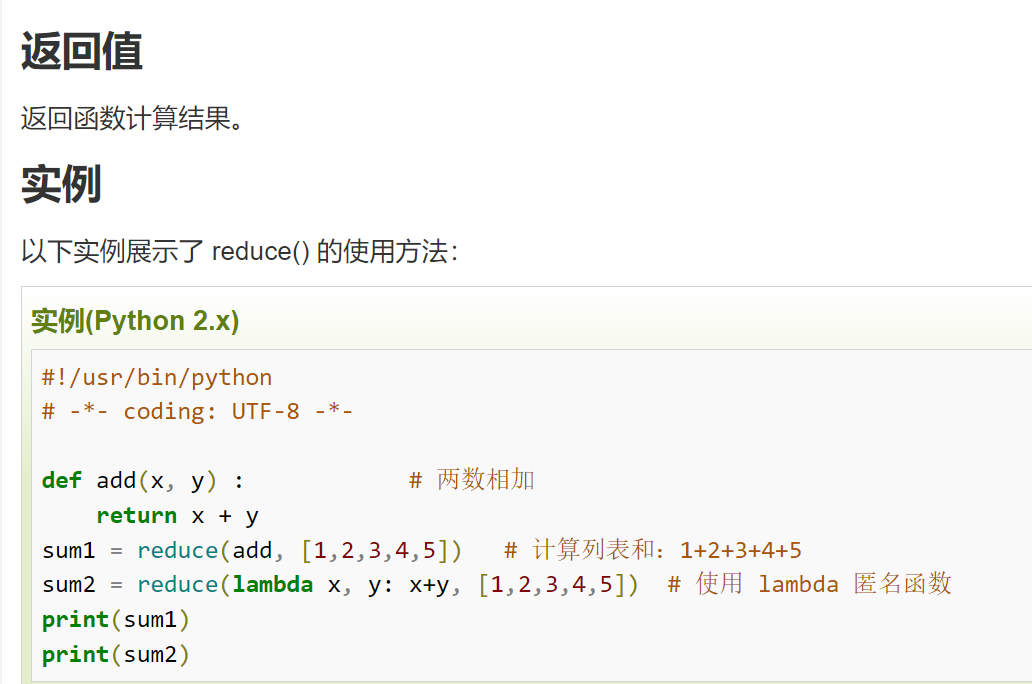 返回值
返回函数计算结果。
实例
以下实例展示了 reduce() 的使用方法：
实例(Python 2.x)
#!/usr/bin/python
# -*- coding: UTF-8 -*-
def add(x, y) :            # 两数相加
    return x + y
sum1 = reduce(add, [1,2,3,4,5])   # 计算列表和：1+2+3+4+5
sum2 = reduce(lambda x, y: x+y, [1,2,3,4,5])  # 使用 lambda 匿名函数
print(sum1)
print(sum2)